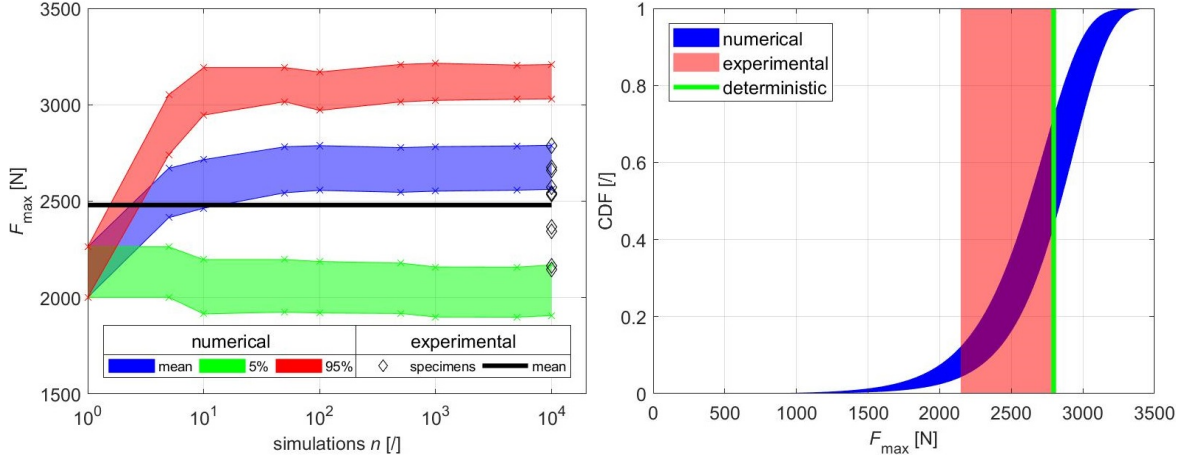 3500
3000
2500
2000
1500
F_max [N]
10^0 10^1 10^2 10^3 10^4
simulations n [/]
numerical experimental
mean 5% 95% specimens mean
1
0.8
0.6
0.4
0.2
0
CDF [/]
numerical
experimental
deterministic
0 500 1000 1500 2000 2500 3000 3500
F_max [N]